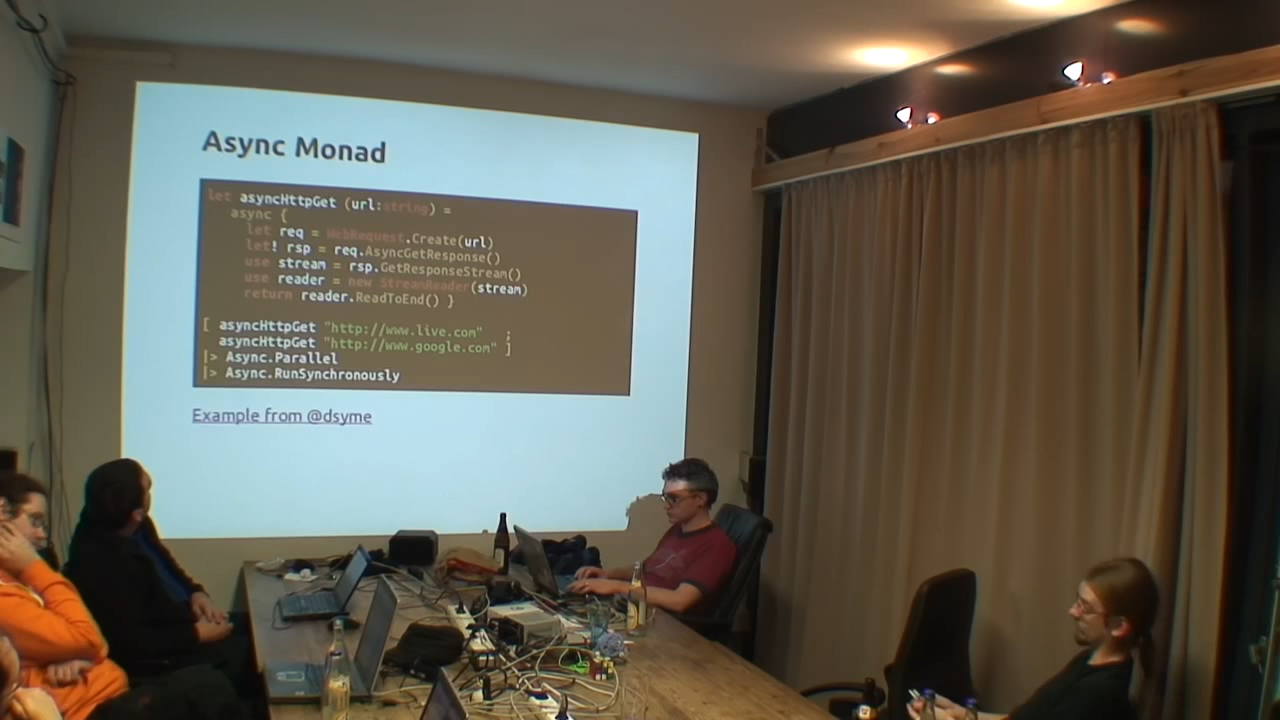 Async Monad
let asyncHttpGet (url:string) =
async {
let req = WebRequest.Create(url)
let! rsp = req.AsyncGetResponse()
use stream = rsp.GetResponseStream()
use reader = new StreamReader(stream)
return reader.ReadToEnd() }
[ asyncHttpGet "http://www.live.com" ;
asyncHttpGet "http://www.google.com" ]
|> Async.Parallel
|> Async.RunSynchronously
Example from @dsyme